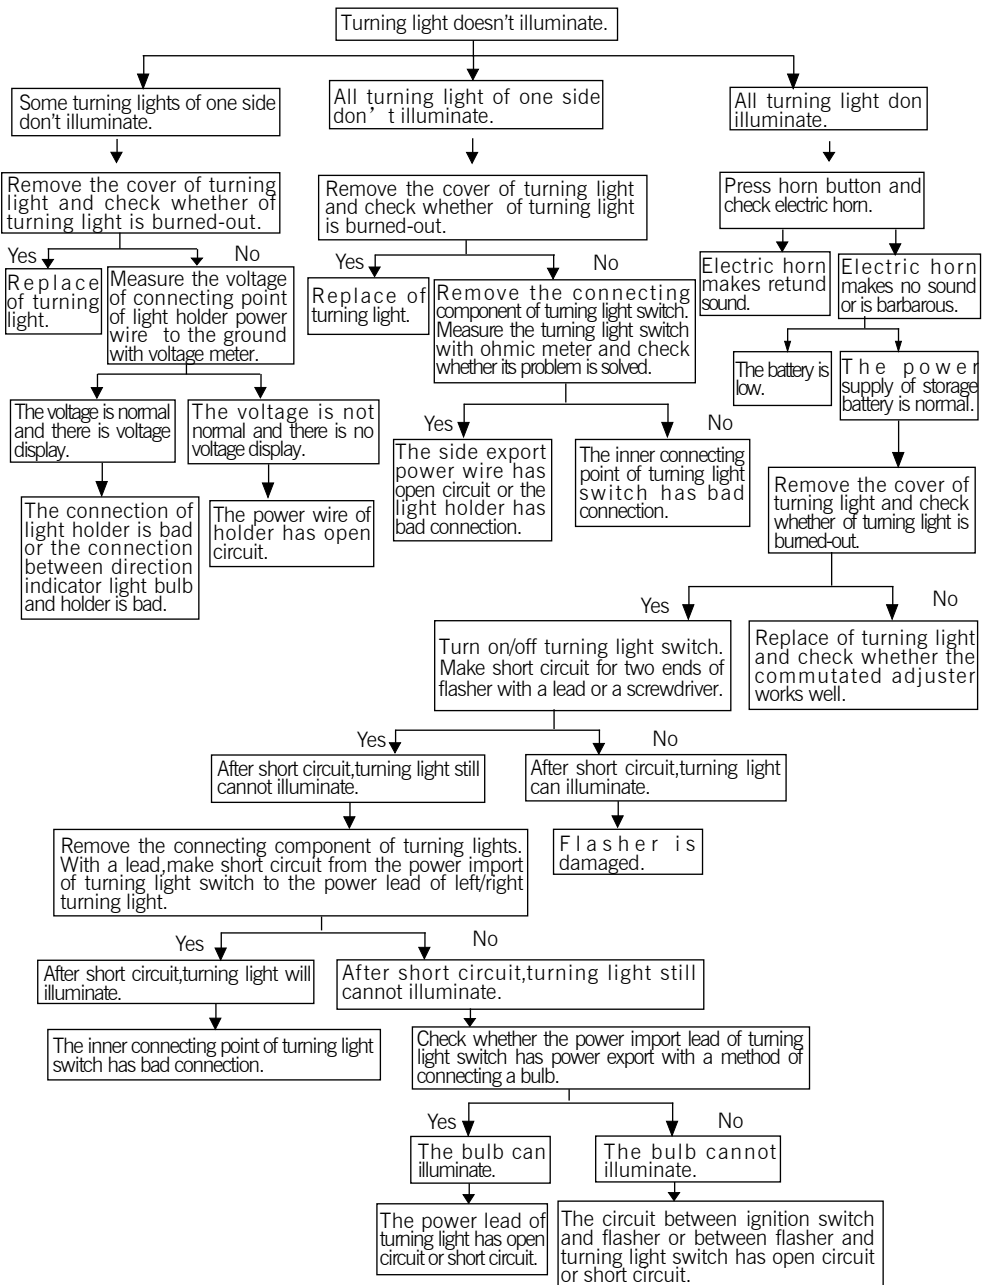 Turning light doesn't illuminate.
Some turning lights of one side
don't illuminate.
All turning light of one side
don' t illuminate.
All turning light don
illuminate.
Remove the cover of turning
light and check whether of
turning light is burned-out.
Remove the cover of turning light
and check whether of turning light
is burned-out.
Press horn button and
check electric horn.
Yes
No
Replace
of turning
light.
Measure the voltage
of connecting point
of light holder power
wire to the ground
with voltage meter.
Yes
No
Replace of
turning light.
Remove the connecting
component of turning light switch.
Measure the turning light switch
with ohmic meter and check
whether its problem is solved.
Electric horn
makes retund
sound.
Electric horn
makes no sound
or is barbarous.
The battery is
low.
The power
supply of storage
battery is normal.
The voltage is normal
and there is voltage
display.
The voltage is not
normal and there is no
voltage display.
Yes
No
The side export
power wire has
open circuit or the
light holder has
bad connection.
The inner connecting
point of turning light
switch has bad
connection.
The connection of
light holder is bad
or the connection
between direction
indicator light bulb
and holder is bad.
The power wire of
holder has open
circuit.
Remove the cover of
turning light and check
whether of turning light is
burned-out.
Yes
No
Turn on/off turning light switch.
Make short circuit for two ends of
flasher with a lead or a screwdriver.
Replace of turning light
and check whether the
commutated adjuster
works well.
Yes
No
After short circuit,turning light still
cannot illuminate.
After short circuit,turning light
can illuminate.
Remove the connecting component of turning lights.
With a lead,make short circuit from the power import
of turning light switch to the power lead of left/right
turning light.
Flasher is
damaged.
Yes
No
After short circuit,turning light will
illuminate.
After short circuit,turning light still
cannot illuminate.
The inner connecting point of turning light
switch has bad connection.
Check whether the power import lead of turning
light switch has power export with a method of
connecting a bulb.
Yes
No
The bulb can
illuminate.
The bulb cannot
illuminate.
The power lead of
turning light has open
circuit or short circuit.
The circuit between ignition switch
and flasher or between flasher and
turning light switch has open circuit
or short circuit.